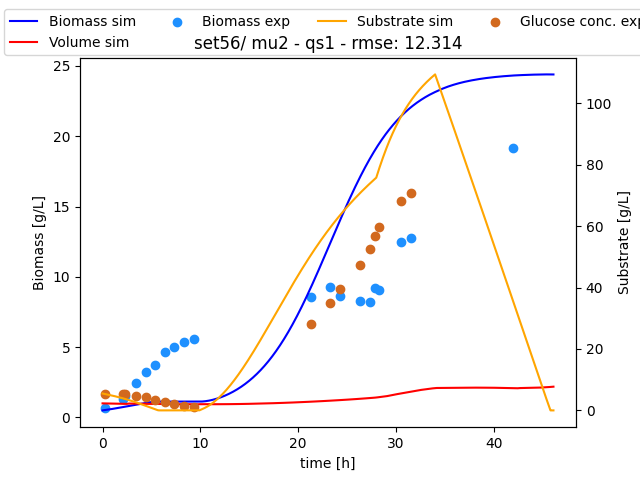 Biomass sim Biomass exp Substrate sim Glucose conc. exp
Volume sim
set56/ mu2 - qs1 - rmse: 12.314
Biomass [g/L]
25
20
15
10
5
0
0 10 20 30 40
time [h]
100
80
60
40
20
0
Substrate [g/L]